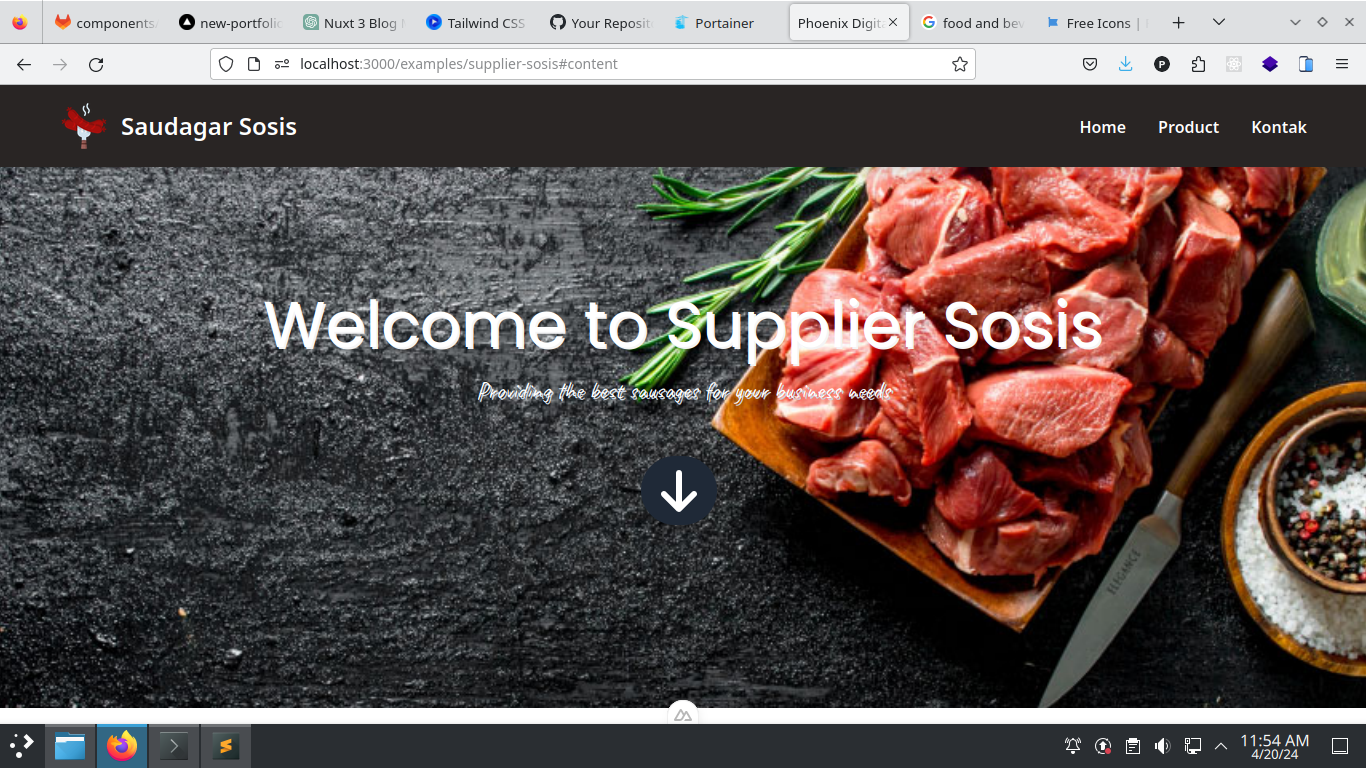 components
new-portfolio
Nuxt 3 Blog
Tailwind CSS
Your Reposit
Portainer
Phoenix Digit
food and bev
Free Icons |
localhost:3000/examples/supplier-sosis#content
P
Saudagar Sosis
Home
Product
Kontak
Welcome to Supplier Sosis
Providing the best sausages for your business needs
ELEGANCE
11:54 AM
4/20/24